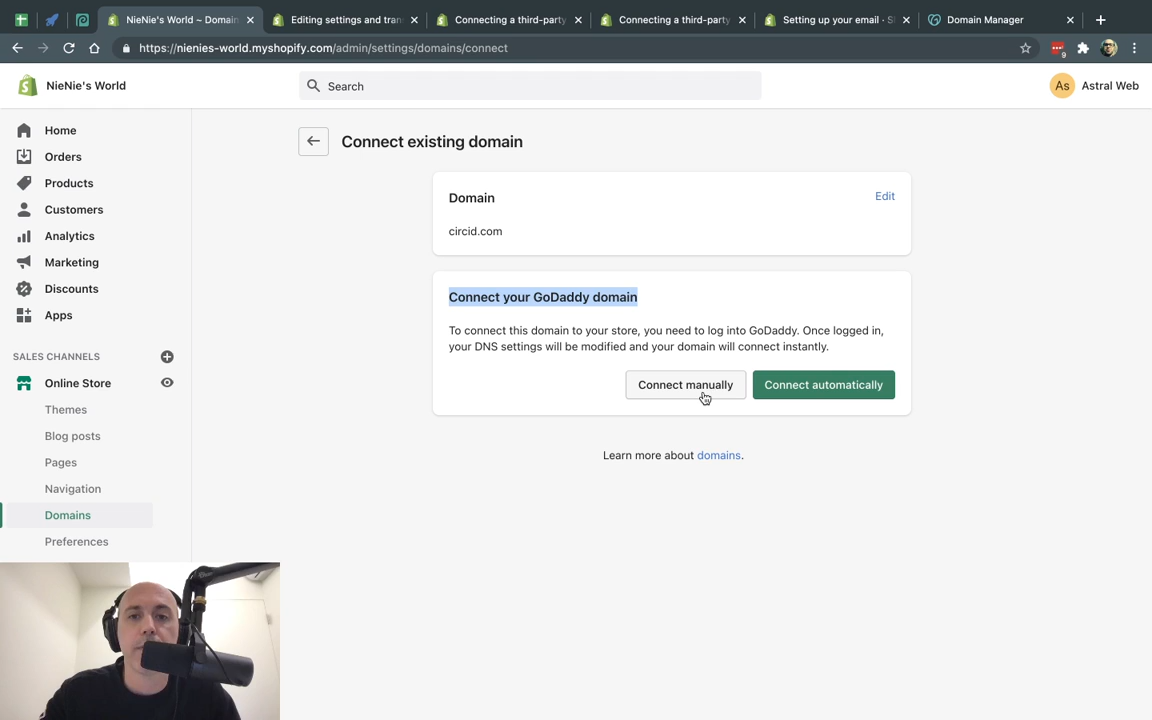 NieNie's World ~ Domain
Editing settings and tran
Connecting a third-party
Connecting a third-party
Setting up your email - S
Domain Manager
https://nienies-world.myshopify.com/admin/settings/domains/connect
9
NieNie's World
Search
As
Astral Web
Home
Orders
Products
Customers
Analytics
Marketing
Discounts
Apps
SALES CHANNELS
Online Store
Themes
Blog posts
Pages
Navigation
Domains
Preferences
Connect existing domain
Domain
Edit
circid.com
Connect your GoDaddy domain
To connect this domain to your store, you need to log into GoDaddy. Once logged in,
your DNS settings will be modified and your domain will connect instantly.
Connect manually
Connect automatically
Learn more about domains.